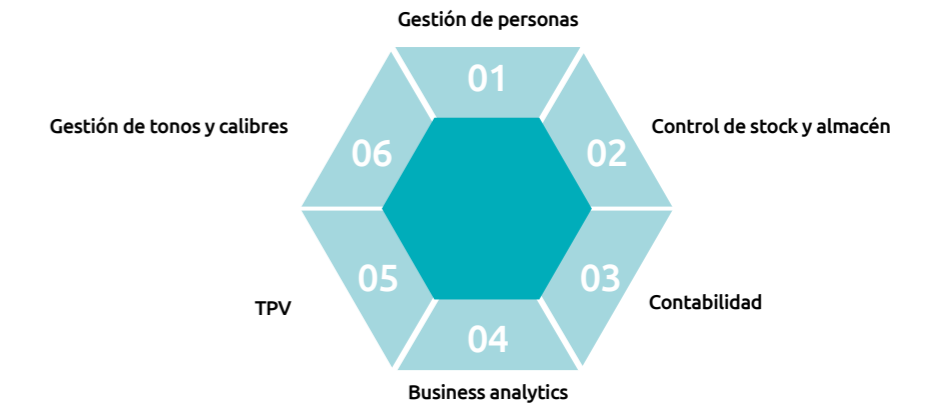 Gestión de personas
01
Gestión de tonos y calibres
06
02
Control de stock y almacén
05
03
TPV
Contabilidad
04
Business analytics